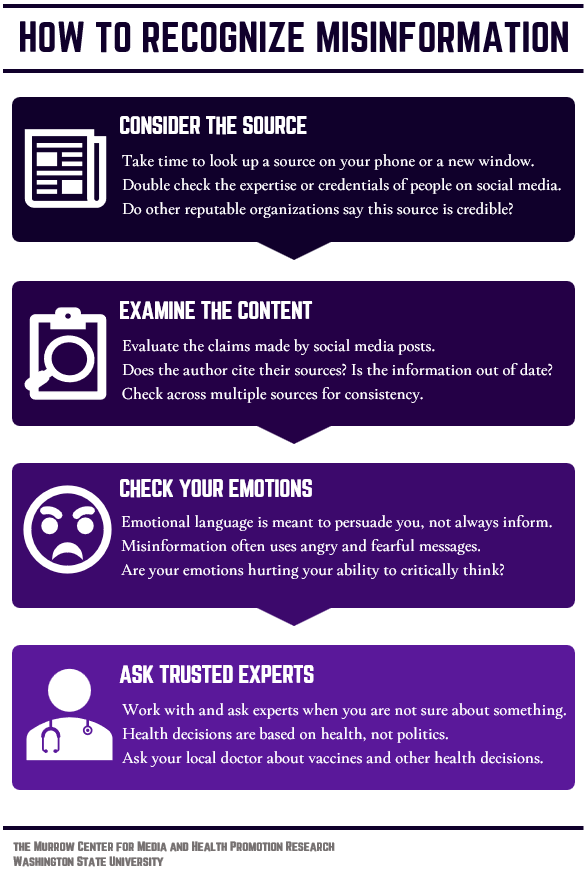 HOW TO RECOGNIZE MISINFORMATION
CONSIDER THE SOURCE
Take time to look up a source on your phone or a new window.
Double check the expertise or credentials of people on social media.
Do other reputable organizations say this source is credible?
EXAMINE THE CONTENT
Evaluate the claims made by social media posts.
Does the author cite their sources? Is the information out of date?
Check across multiple sources for consistency.
CHECK YOUR EMOTIONS
Emotional language is meant to persuade you, not always inform.
Misinformation often uses angry and fearful messages.
Are your emotions hurting your ability to critically think?
ASK TRUSTED EXPERTS
Work with and ask experts when you are not sure about something.
Health decisions are based on health, not politics.
Ask your local doctor about vaccines and other health decisions.
THE MURROW CENTER FOR MEDIA AND HEALTH PROMOTION RESEARCH
WASHINGTON STATE UNIVERSITY